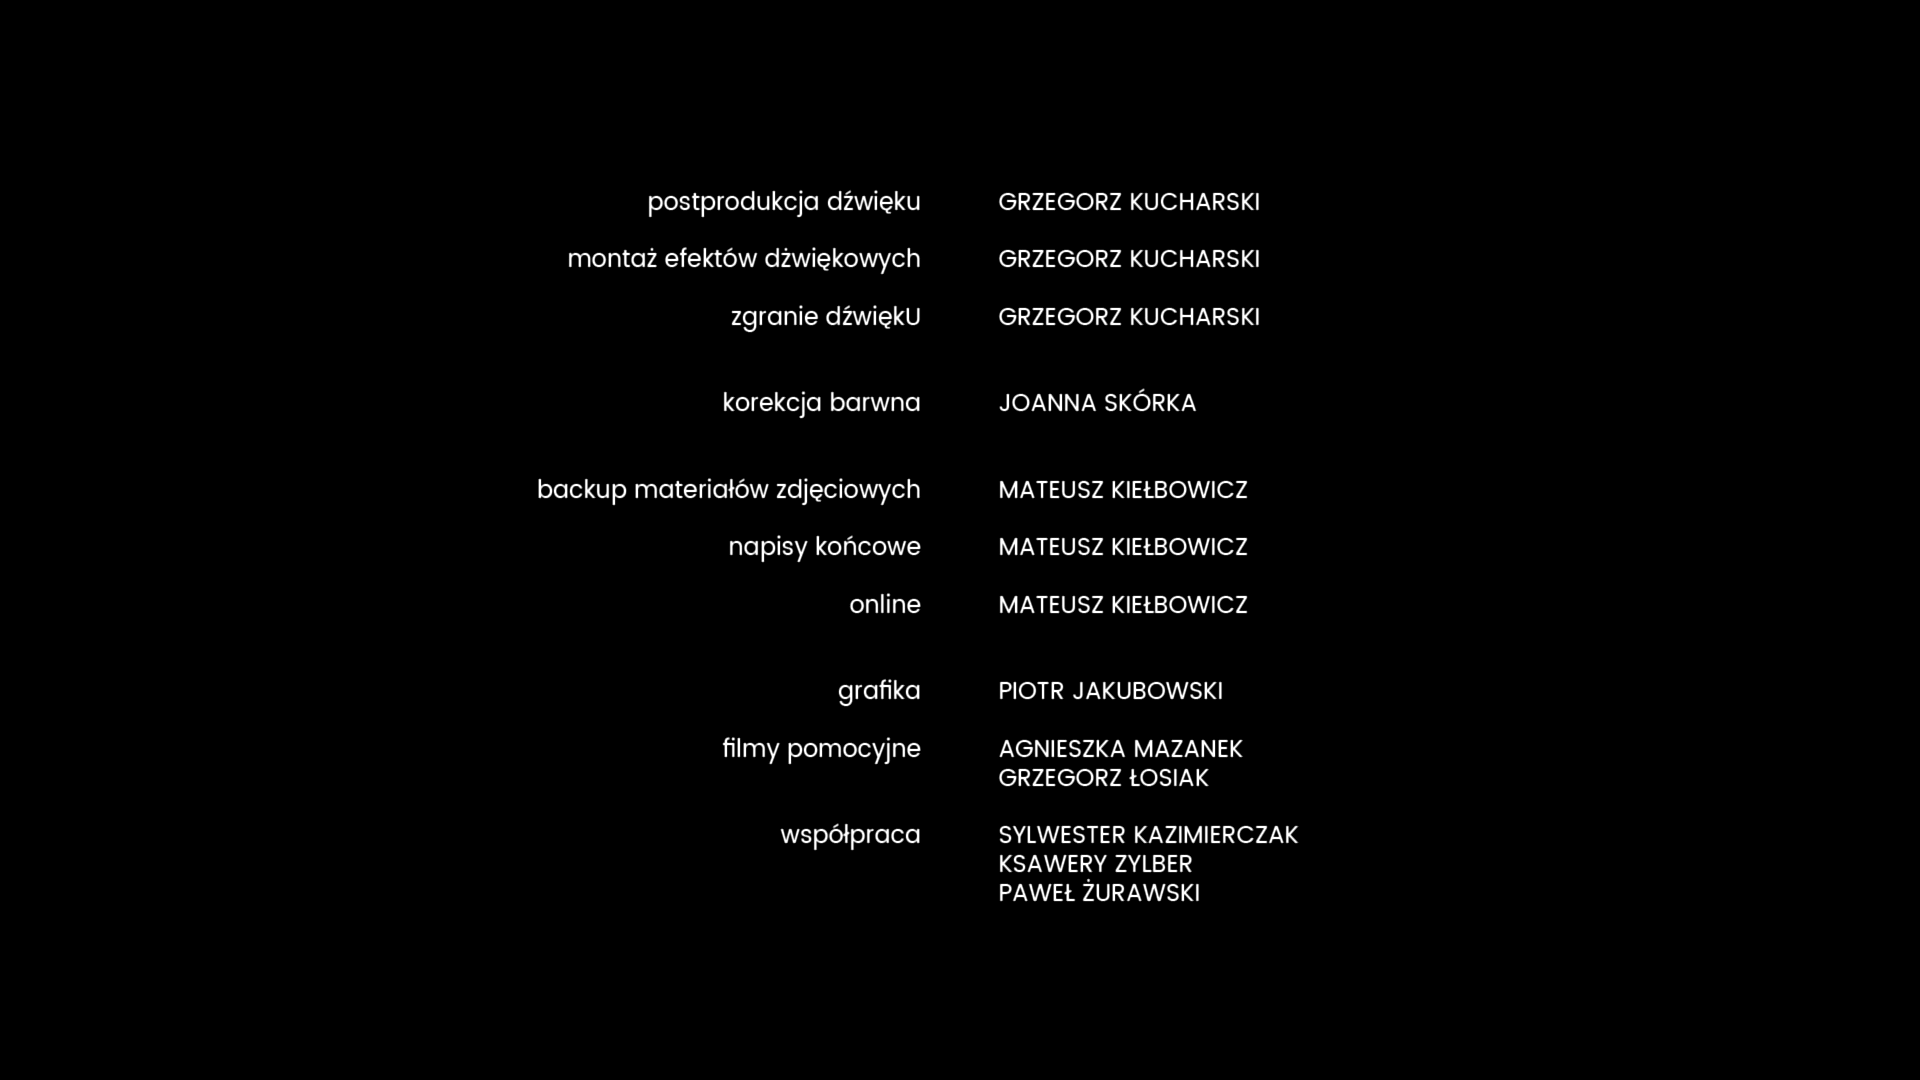 postprodukcja dźwięku GRZEGORZ KUCHARSKI
montaż efektów dżwiękowych GRZEGORZ KUCHARSKI
zgranie dźwiękU GRZEGORZ KUCHARSKI
korekcja barwna JOANNA SKÓRKA
backup materiałów zdjęciowych MATEUSZ KIEŁBOWICZ
napisy końcowe MATEUSZ KIEŁBOWICZ
online MATEUSZ KIEŁBOWICZ
grafika PIOTR JAKUBOWSKI
filmy pomocyjne AGNIESZKA MAZANEK
GRZEGORZ ŁOSIAK
współpraca SYLWESTER KAZIMIERCZAK
KSAWERY ZYLBER
PAWEŁ ŻURAWSKI